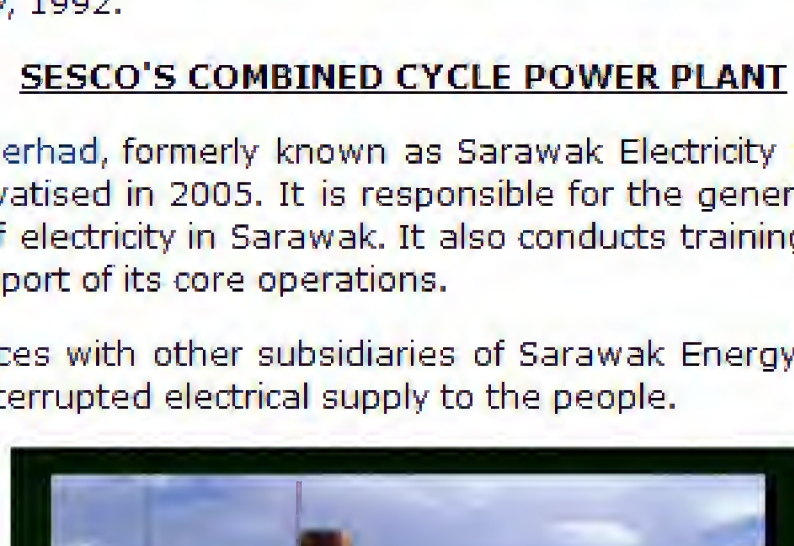 , 1992.
SESCO'S COMBINED CYCLE POWER PLANT
erhad, formerly known as Sarawak Electricity
vatised in 2005. It is responsible for the gener
f electricity in Sarawak. It also conducts training
port of its core operations.
ces with other subsidiaries of Sarawak Energy
terrupted electrical supply to the people.